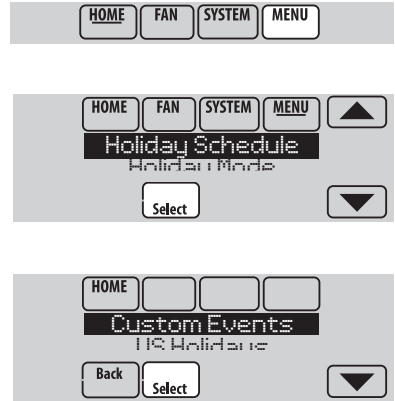 HOME FAN SYSTEM MENU
HOME FAN SYSTEM MENU
Holiday Schedule
Holiday Mode
Select
HOME
Custom Events
US Holidays
Back Select